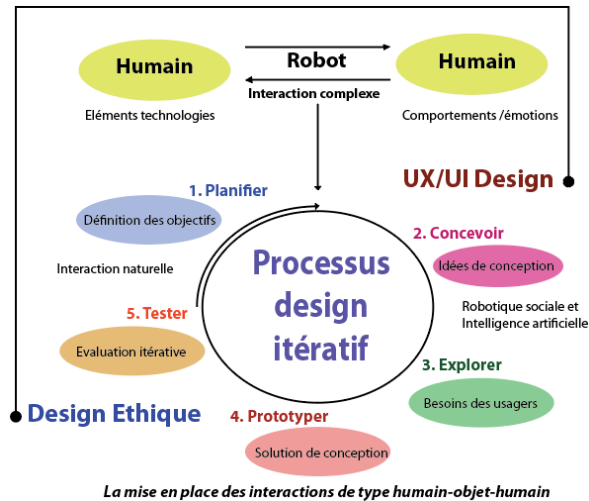 Humain
Robot
Humain
Interaction complexe
Eléments technologies
Comportements /émotions
UX/UI Design
1. Planifier
Définition des objectifs
2. Concevoir
Idées de conception
Processus
design
itératif
Interaction naturelle
Robotique sociale et
Intelligence artificielle
5. Tester
Evaluation itérative
3. Explorer
Besoins des usagers
Design Ethique
4. Prototyper
Solution de conception
La mise en place des interactions de type humain-objet-humain